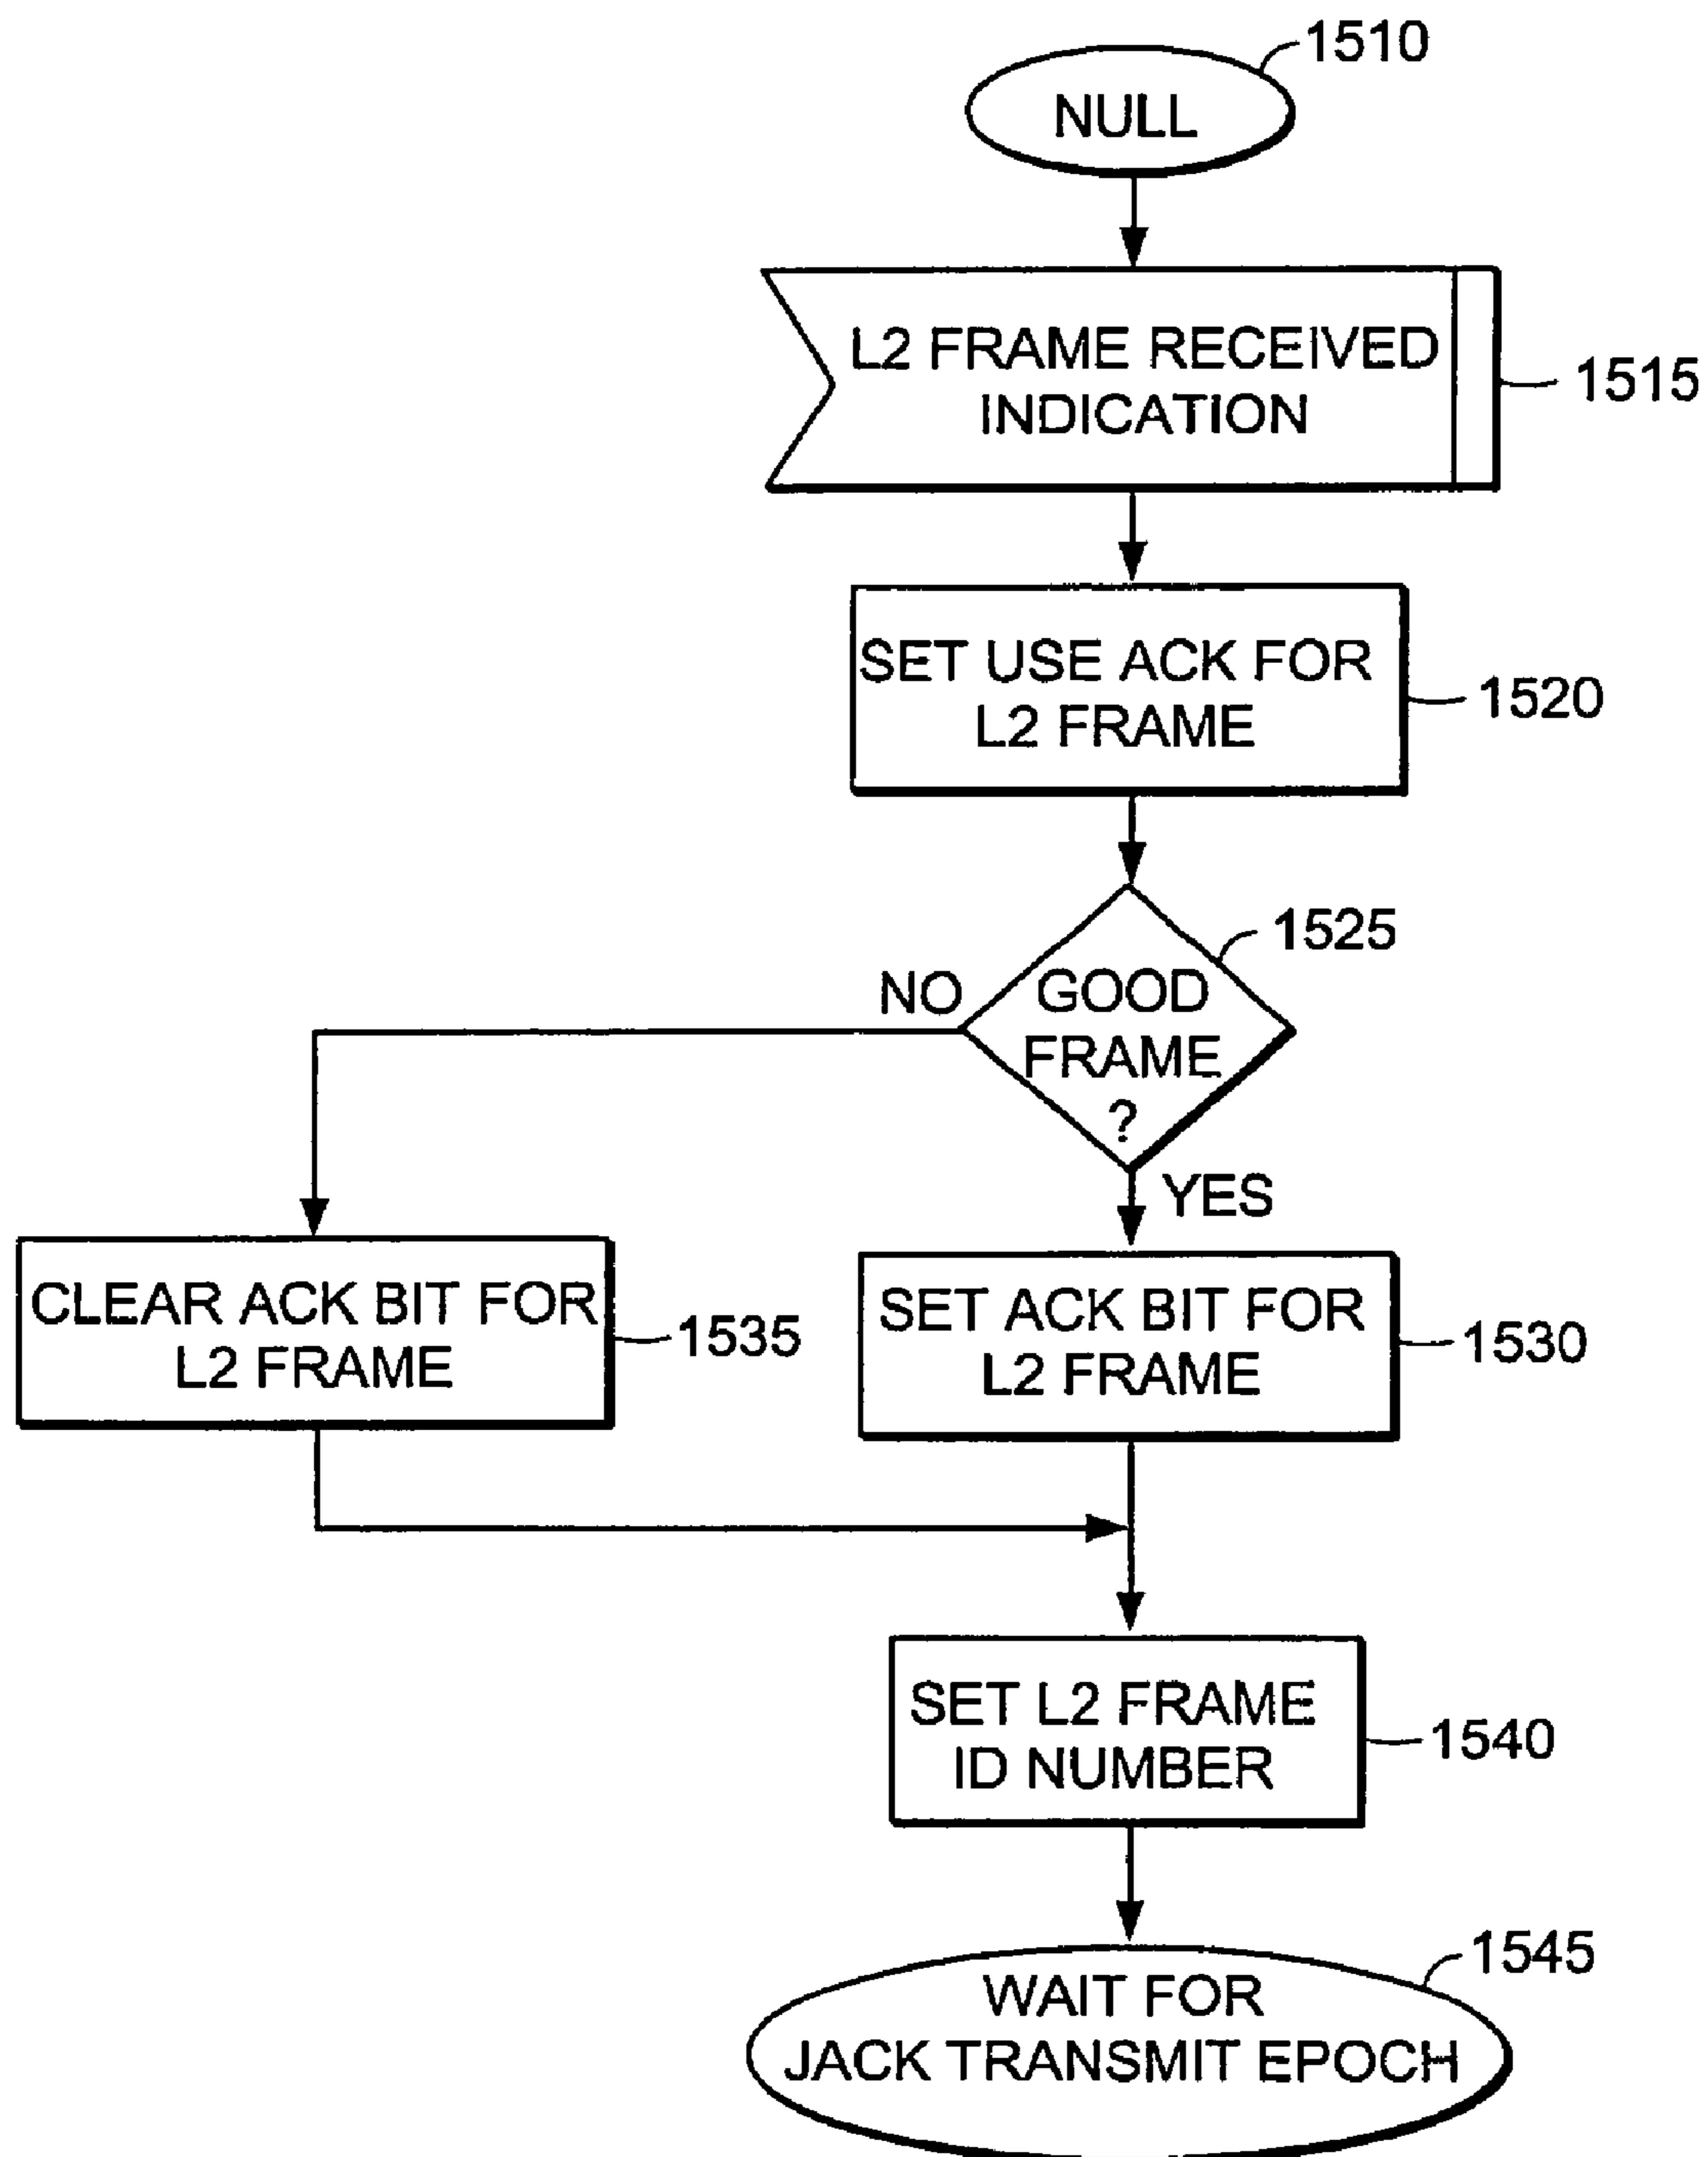 1510
NULL
L2 FRAME RECEIVED
INDICATION
1515
SET USE ACK FOR
L2 FRAME
1520
1525
NO
GOOD
FRAME
?
YES
CLEAR ACK BIT FOR
L2 FRAME
1535
SET ACK BIT FOR
L2 FRAME
1530
SET L2 FRAME
ID NUMBER
1540
1545
WAIT FOR
JACK TRANSMIT EPOCH